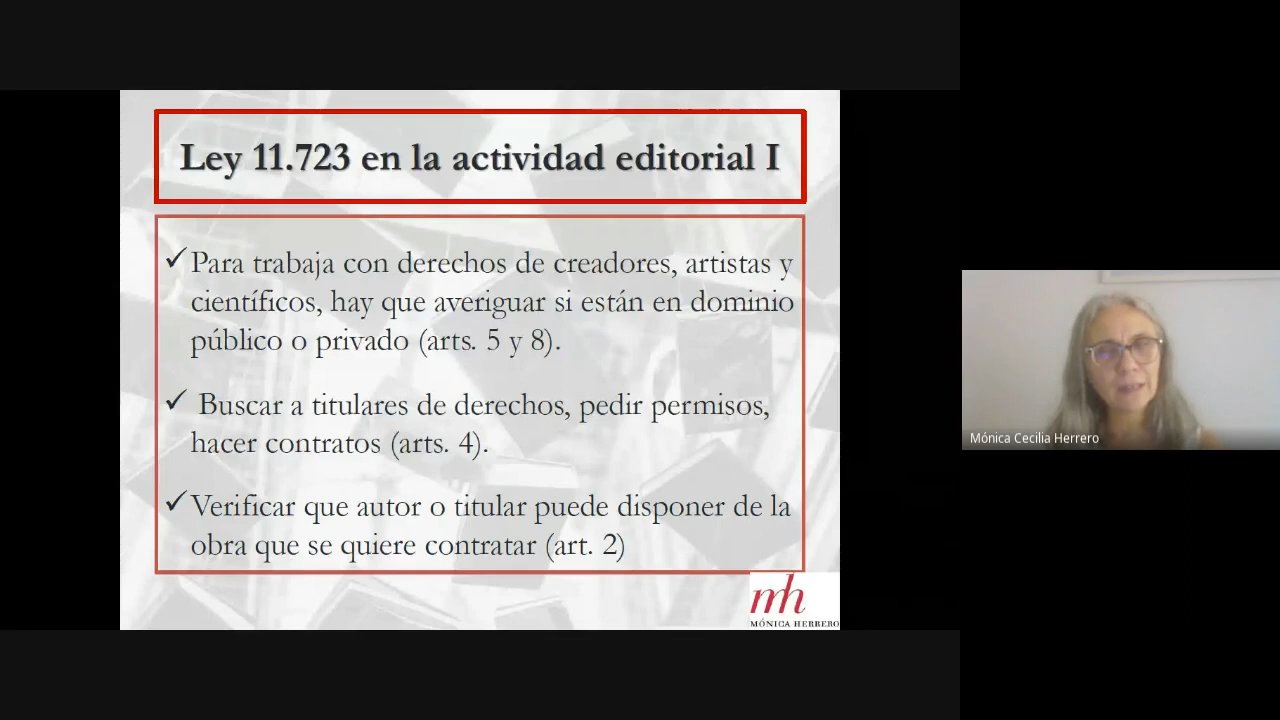 Ley 11.723 en la actividad editorial I
✓Para trabaja con derechos de creadores, artistas y
científicos, hay que averiguar si están en dominio
público o privado (arts. 5 y 8).
✓ Buscar a titulares de derechos, pedir permisos,
hacer contratos (arts. 4).
✓Verificar que autor o titular puede disponer de la
obra que se quiere contratar (art. 2)
mh
MÓNICA HERRERO
Mónica Cecilia Herrero